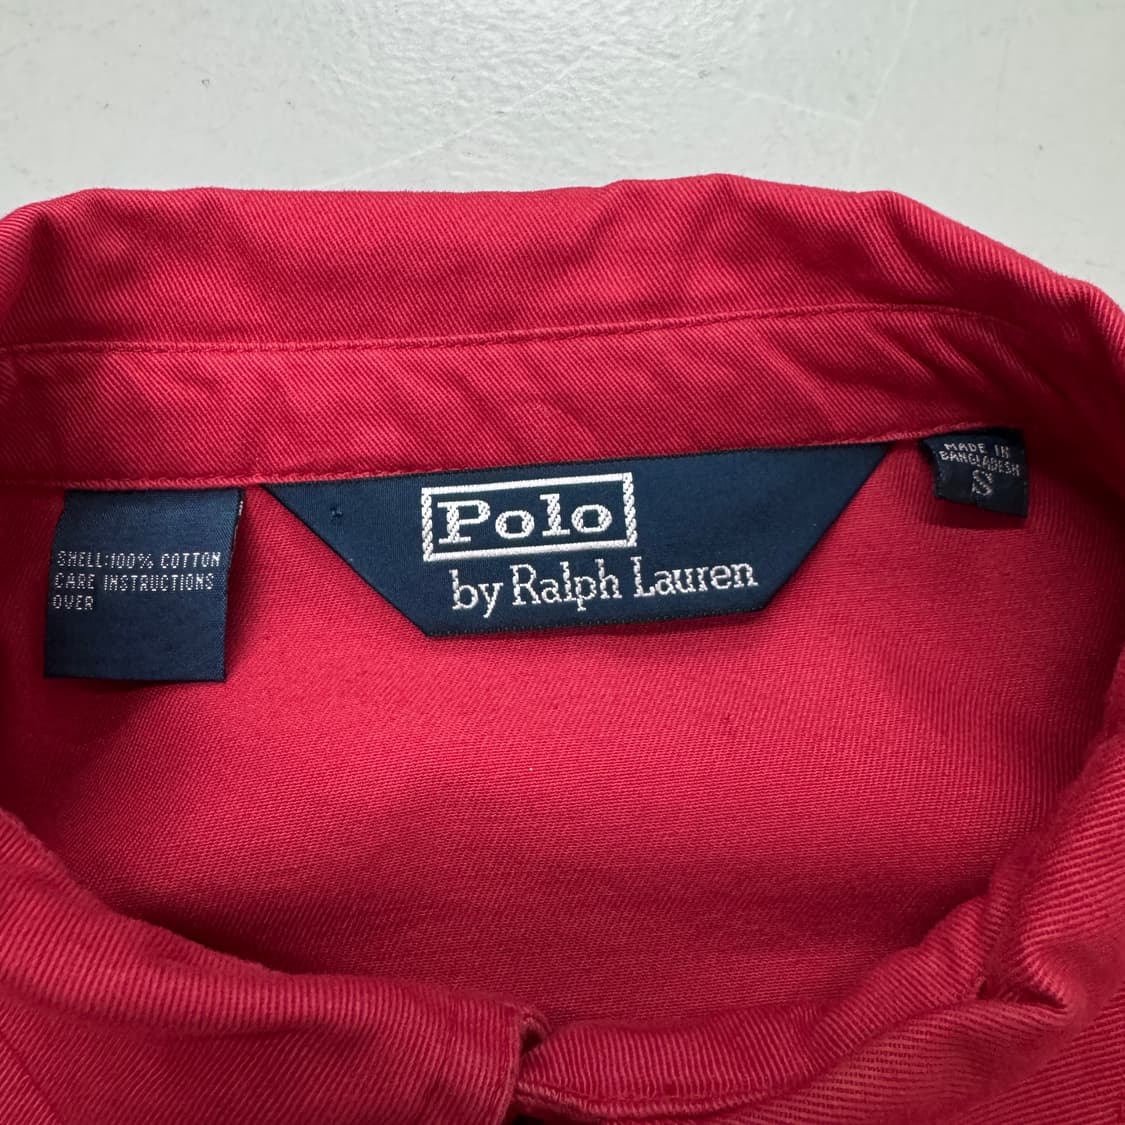 SHELL:100% COTTON
CARE INSTRUCTIONS
OVER
Polo
by Ralph Lauren
MADE IN
BANGLADESH
S